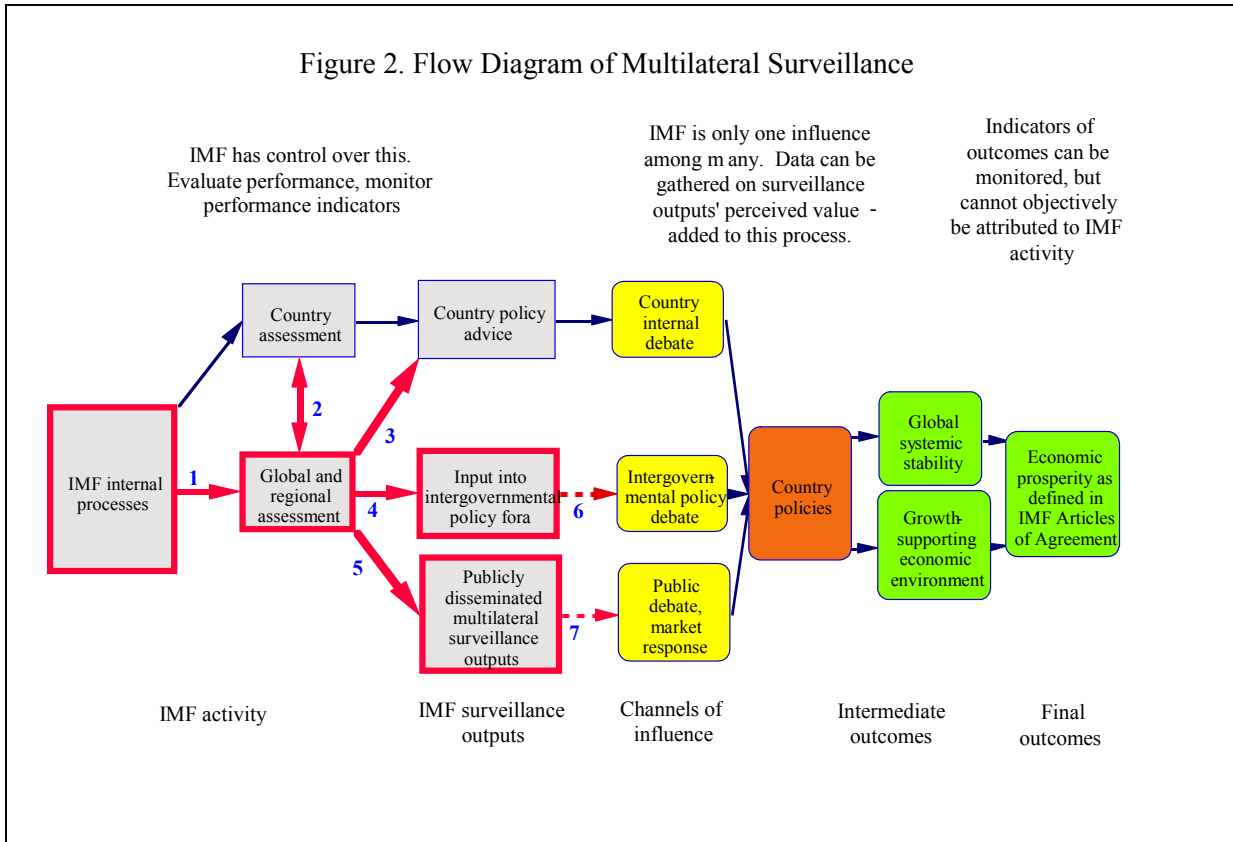 Figure 2. Flow Diagram of Multilateral Surveillance
IMF has control over this.
Evaluate performance, monitor
performance indicators
IMF is only one influence
among m any. Data can be
gathered on surveillance
outputs' perceived value -
added to this process.
Indicators of
outcomes can be
monitored, but
cannot objectively
be attributed to IMF
activity
Country
assessment
Country policy
advice
Country
internal
debate
IMF internal
processes
1
2
3
Global and
regional
assessment
4
Input into
intergovernmental
policy fora
6
Intergovern-
mental policy
debate
5
Publicly
disseminated
multilateral
surveillance
outputs
7
Public
debate,
market
response
Country
policies
Global
systemic
stability
Growth-
supporting
economic
environment
Economic
prosperity as
defined in
IMF Articles
of Agreement
IMF activity
IMF surveillance
outputs
Channels of
influence
Intermediate
outcomes
Final
outcomes